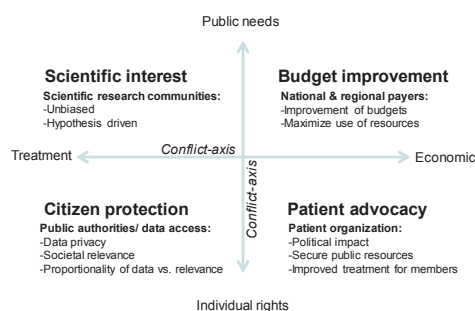 Public needs
Scientific interest
Scientific research communities:
-Unbiased
-Hypothesis driven
Budget improvement
National & regional payers:
-Improvement of budgets
-Maximize use of resources
Treatment
Conflict-axis
Economic
Conflict-axis
Citizen protection
Public authorities/ data access:
-Data privacy
-Societal relevance
-Proportionality of data vs. relevance
Patient advocacy
Patient organization:
-Political impact
-Secure public resources
-Improved treatment for members
Individual rights